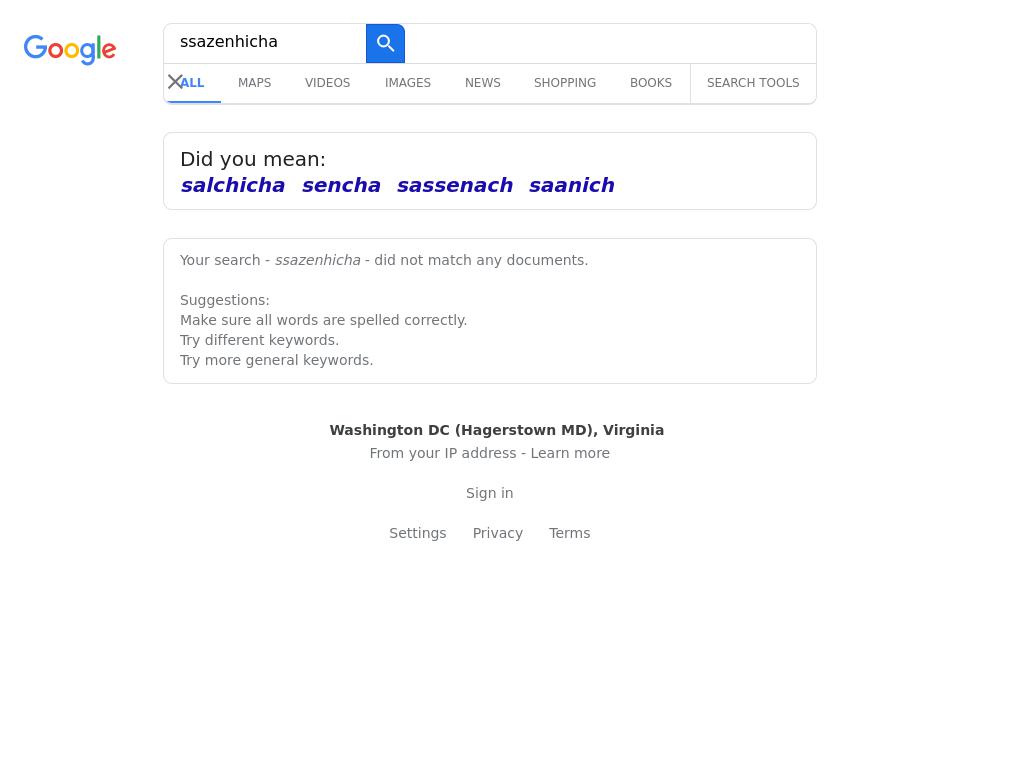 Google
ssazenhicha
ALL MAPS VIDEOS IMAGES NEWS SHOPPING BOOKS SEARCH TOOLS
Did you mean:
salchicha sencha sassenach saanich
Your search - ssazenhicha - did not match any documents.
Suggestions:
Make sure all words are spelled correctly.
Try different keywords.
Try more general keywords.
Washington DC (Hagerstown MD), Virginia
From your IP address - Learn more
Sign in
Settings Privacy Terms